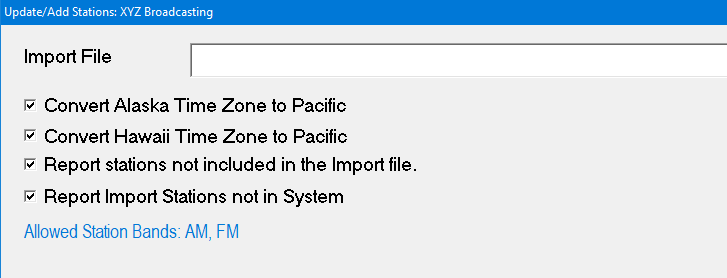 Update/Add Stations: XYZ Broadcasting
Import File
Convert Alaska Time Zone to Pacific
Convert Hawaii Time Zone to Pacific
Report stations not included in the Import file.
Report Import Stations not in System
Allowed Station Bands: AM, FM